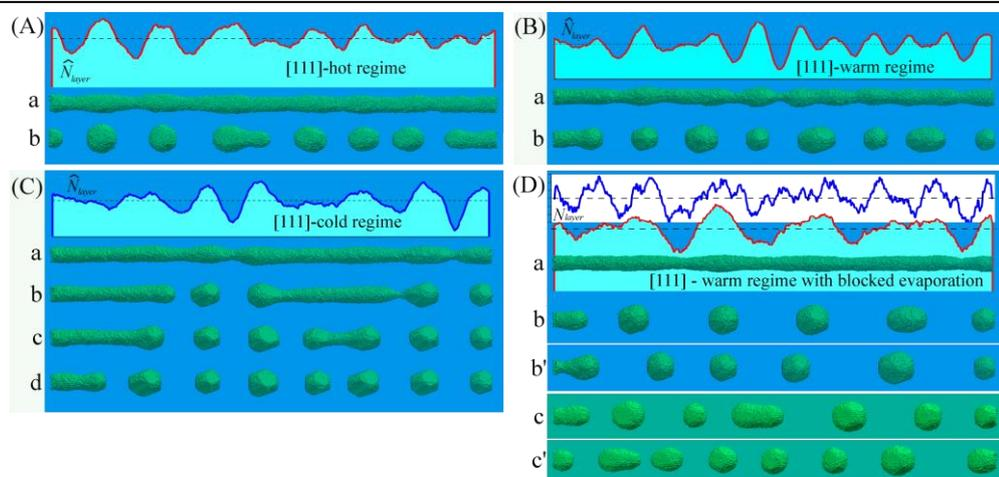 (A)
N̂layer
[111]-hot regime
a
b
(B)
N̂layer
[111]-warm regime
a
b
(C)
N̂layer
[111]-cold regime
a
b
c
d
(D)
Nlayer
a
[111] - warm regime with blocked evaporation
b
b'
c
c'